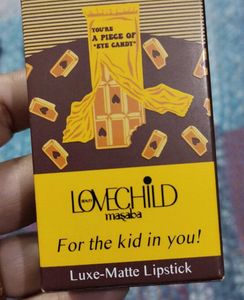 YOU'RE
A PIECE OF
"EYE CANDY"
LOVECHILD
masaba
For the kid in you!
Luxe-Matte Lipstick